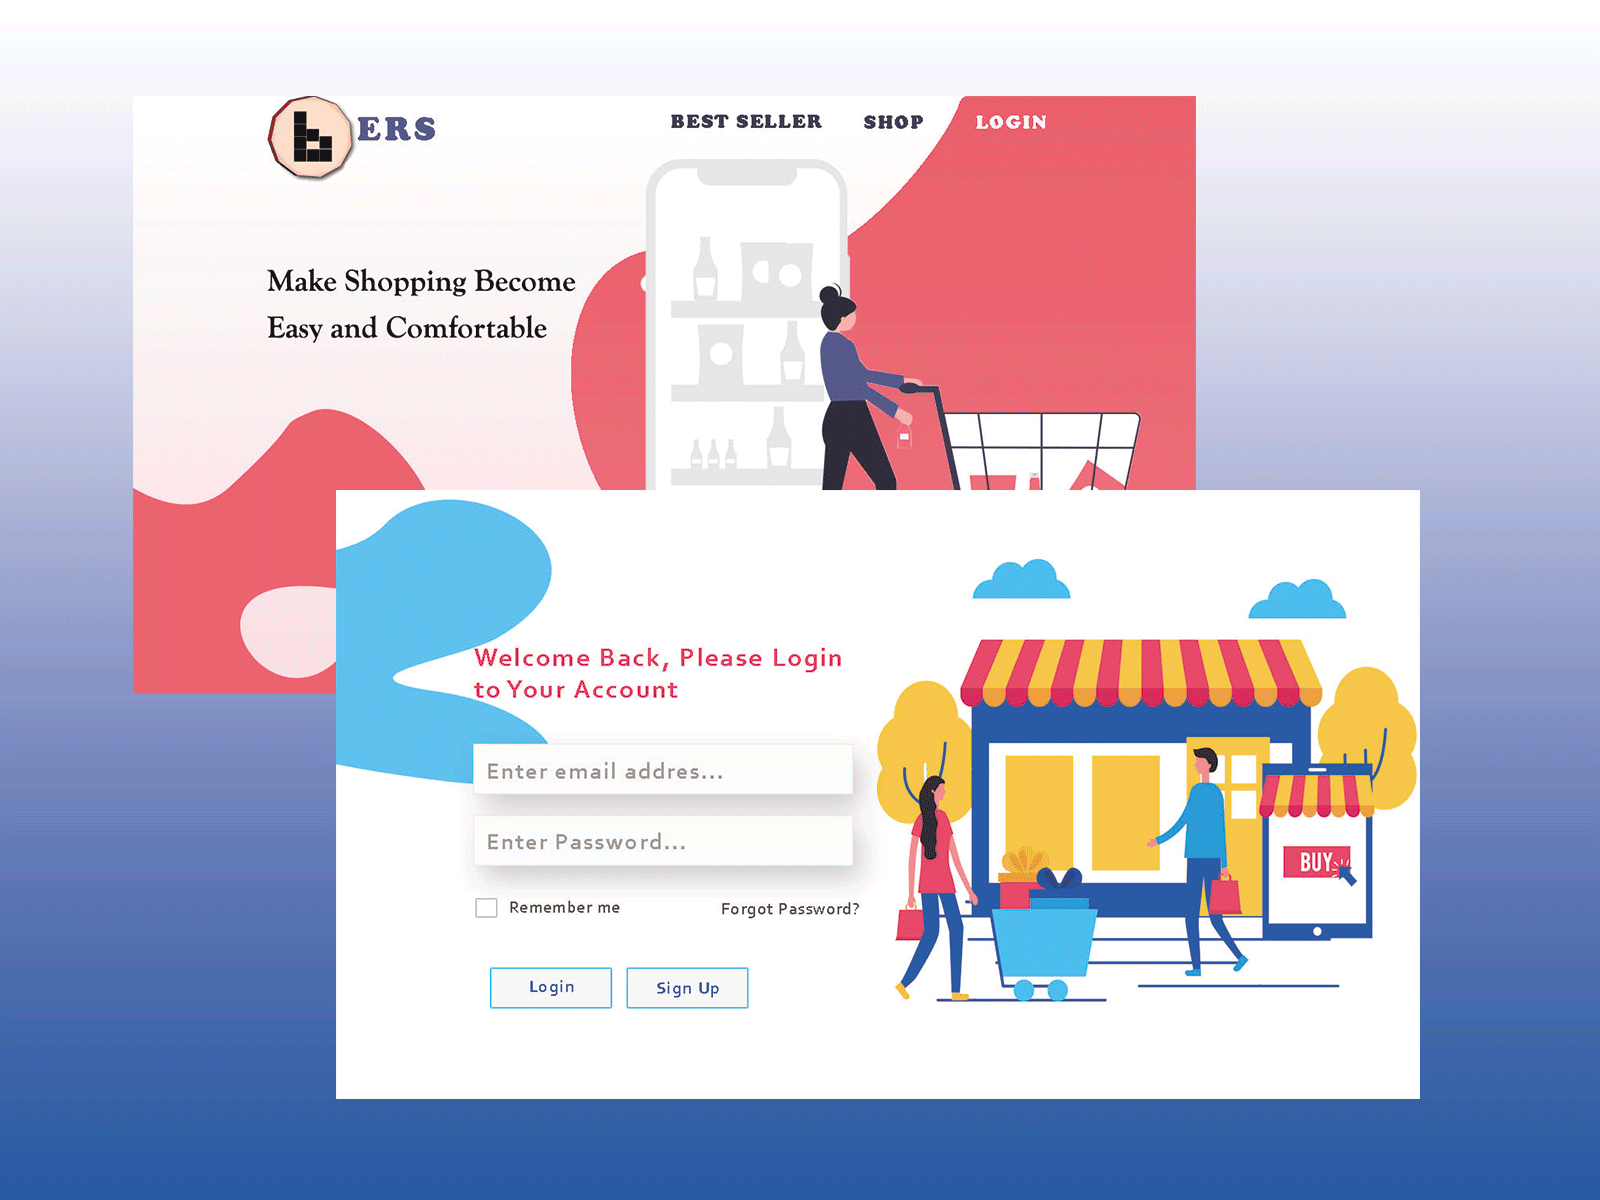 bERS
BEST SELLER
SHOP
LOGIN
Make Shopping Become
Easy and Comfortable
Welcome Back, Please Login
to Your Account
Enter email addres...
Enter Password...
Remember me
Forgot Password?
Login
Sign Up
BUY